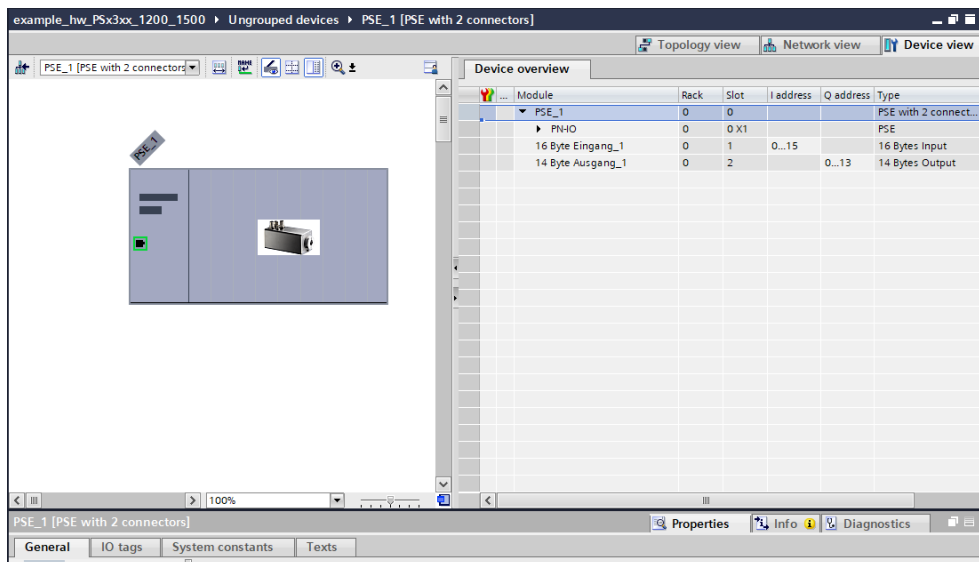 example_hw_PSx3xx_1200_1500 ▸ Ungrouped devices ▸ PSE_1 [PSE with 2 connectors]
Topology view Network view Device view
PSE_1 [PSE with 2 connectors
Device overview
... Module Rack Slot I address Q address Type
PSE_1 0 0 PSE with 2 connect...
PN-IO 0 0 X1 PSE
16 Byte Eingang_1 0 1 0...15 16 Bytes Input
14 Byte Ausgang_1 0 2 0...13 14 Bytes Output
PSE_1
100%
PSE_1 [PSE with 2 connectors]
Properties Info Diagnostics
General IO tags System constants Texts